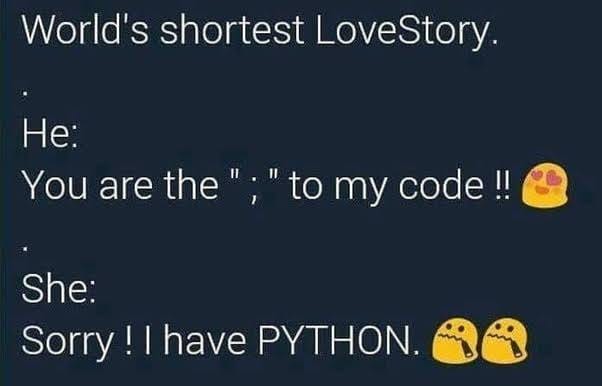 World's shortest LoveStory.
.
He:
You are the " ; " to my code !! 😍
.
She:
Sorry ! I have PYTHON. 🤐🤐